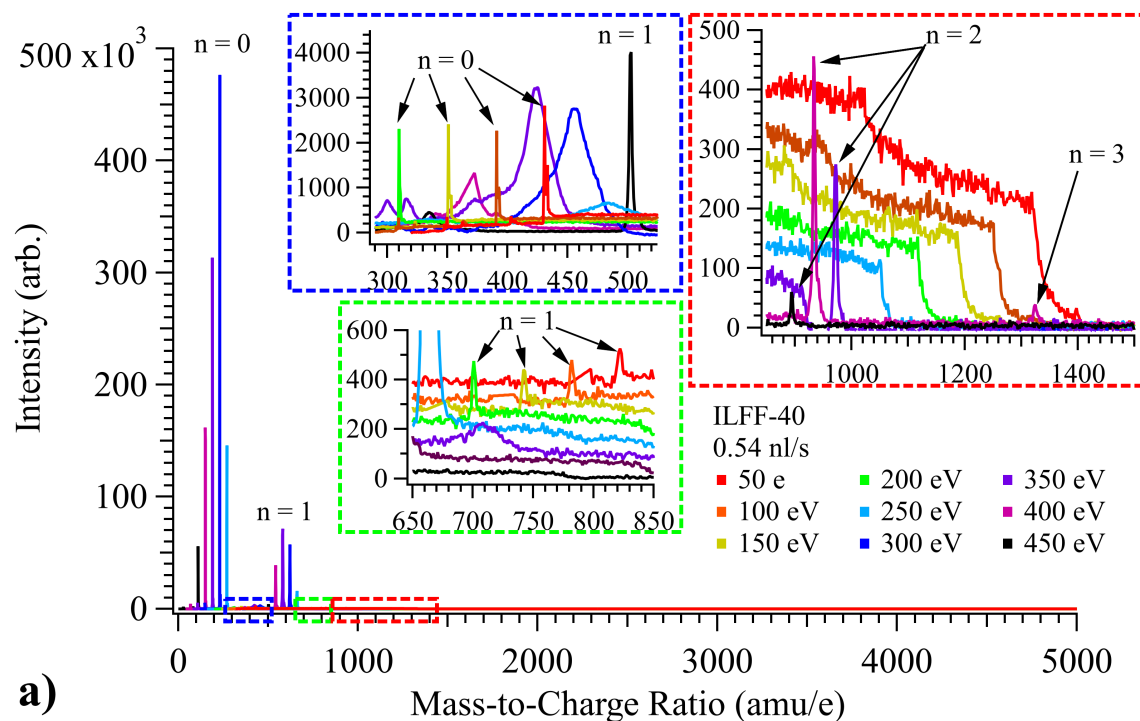 500 x10³
400
300
200
100
0
Intensity (arb.)
n = 0
n = 1
0 1000 2000 3000 4000 5000
Mass-to-Charge Ratio (amu/e)
a)
4000
3000
2000
1000
0
n = 0
n = 1
300 350 400 450 500
600
400
200
0
n = 1
650 700 750 800 850
500
400
300
200
100
0
n = 2
n = 3
1000 1200 1400
ILFF-40
0.54 nl/s
50 e 200 eV 350 eV
100 eV 250 eV 400 eV
150 eV 300 eV 450 eV